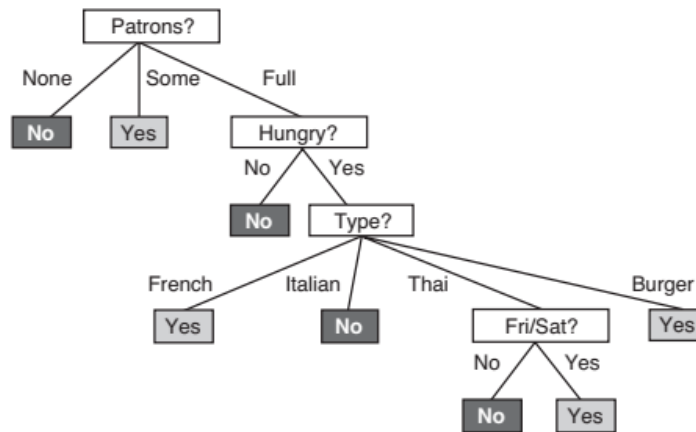 Patrons?
None Some Full
No Yes Hungry?
No Yes
No Type?
French Italian Thai Burger
Yes No Fri/Sat? Yes
No Yes
No Yes